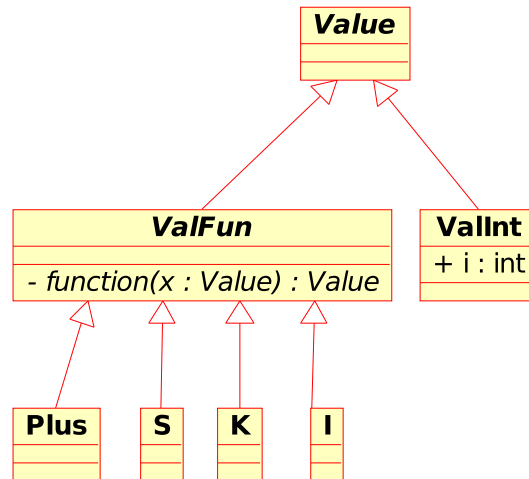 Value
ValFun
ValInt
+ i : int
- function(x : Value) : Value
Plus
S
K
I